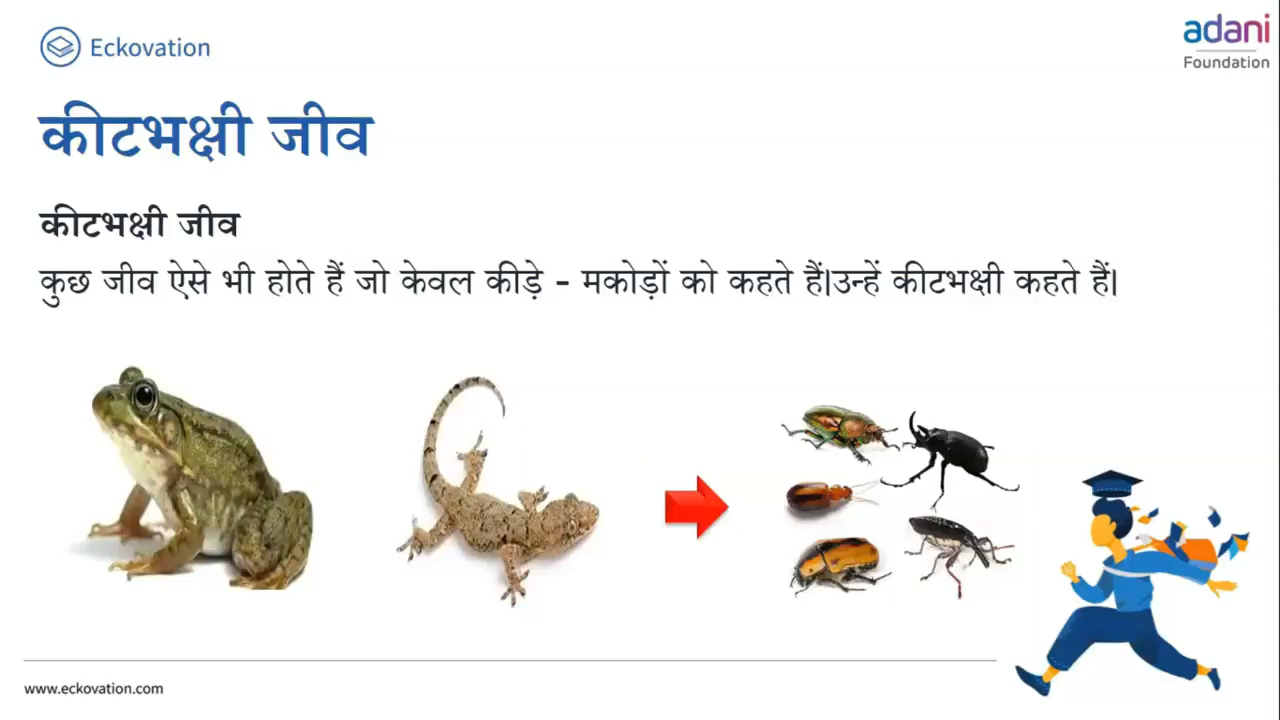 Eckovation
adani
Foundation
कीटभक्षी जीव
कीटभक्षी जीव
कुछ जीव ऐसे भी होते हैं जो केवल कीड़े - मकोड़ों को कहते हैं|उन्हें कीटभक्षी कहते हैं|
www.eckovation.com